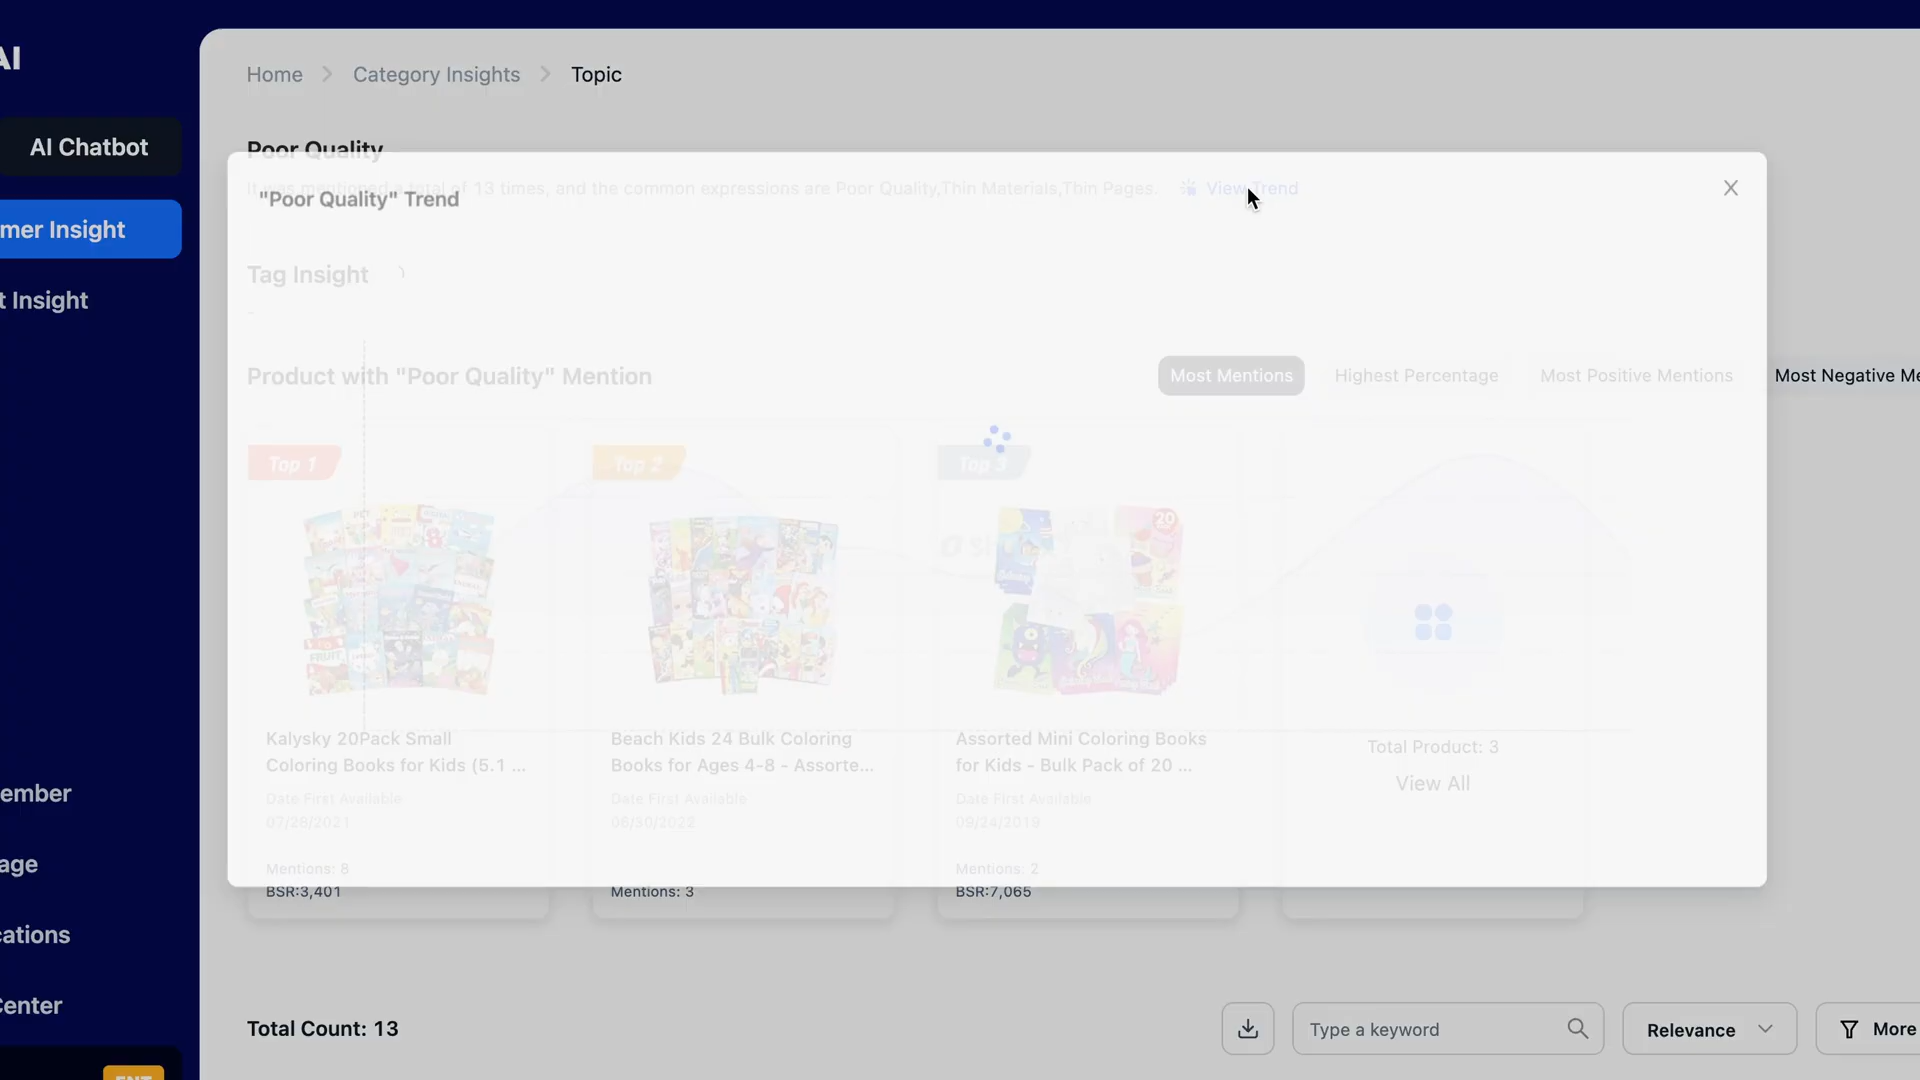 AI
Home
Category Insights
Topic
AI Chatbot
Poor Quality
It was mentioned a total of 13 times, and the common expressions are Poor Quality,Thin Materials,Thin Pages.
View Trend
"Poor Quality" Trend
mer Insight
Tag Insight
t Insight
-
Product with "Poor Quality" Mention
Most Mentions
Highest Percentage
Most Positive Mentions
Most Negative Me
Top 1
Top 2
Top 3
Kalysky 20Pack Small
Coloring Books for Kids (5.1 ...
Date First Available
07/28/2021
Mentions: 8
BSR:3,401
Beach Kids 24 Bulk Coloring
Books for Ages 4-8 - Assorte...
Date First Available
06/30/2022
Mentions: 3
Assorted Mini Coloring Books
for Kids - Bulk Pack of 20 ...
Date First Available
09/24/2019
Mentions: 2
BSR:7,065
Total Product: 3
View All
ember
age
cations
Center
Total Count: 13
Type a keyword
Relevance
More
ENT